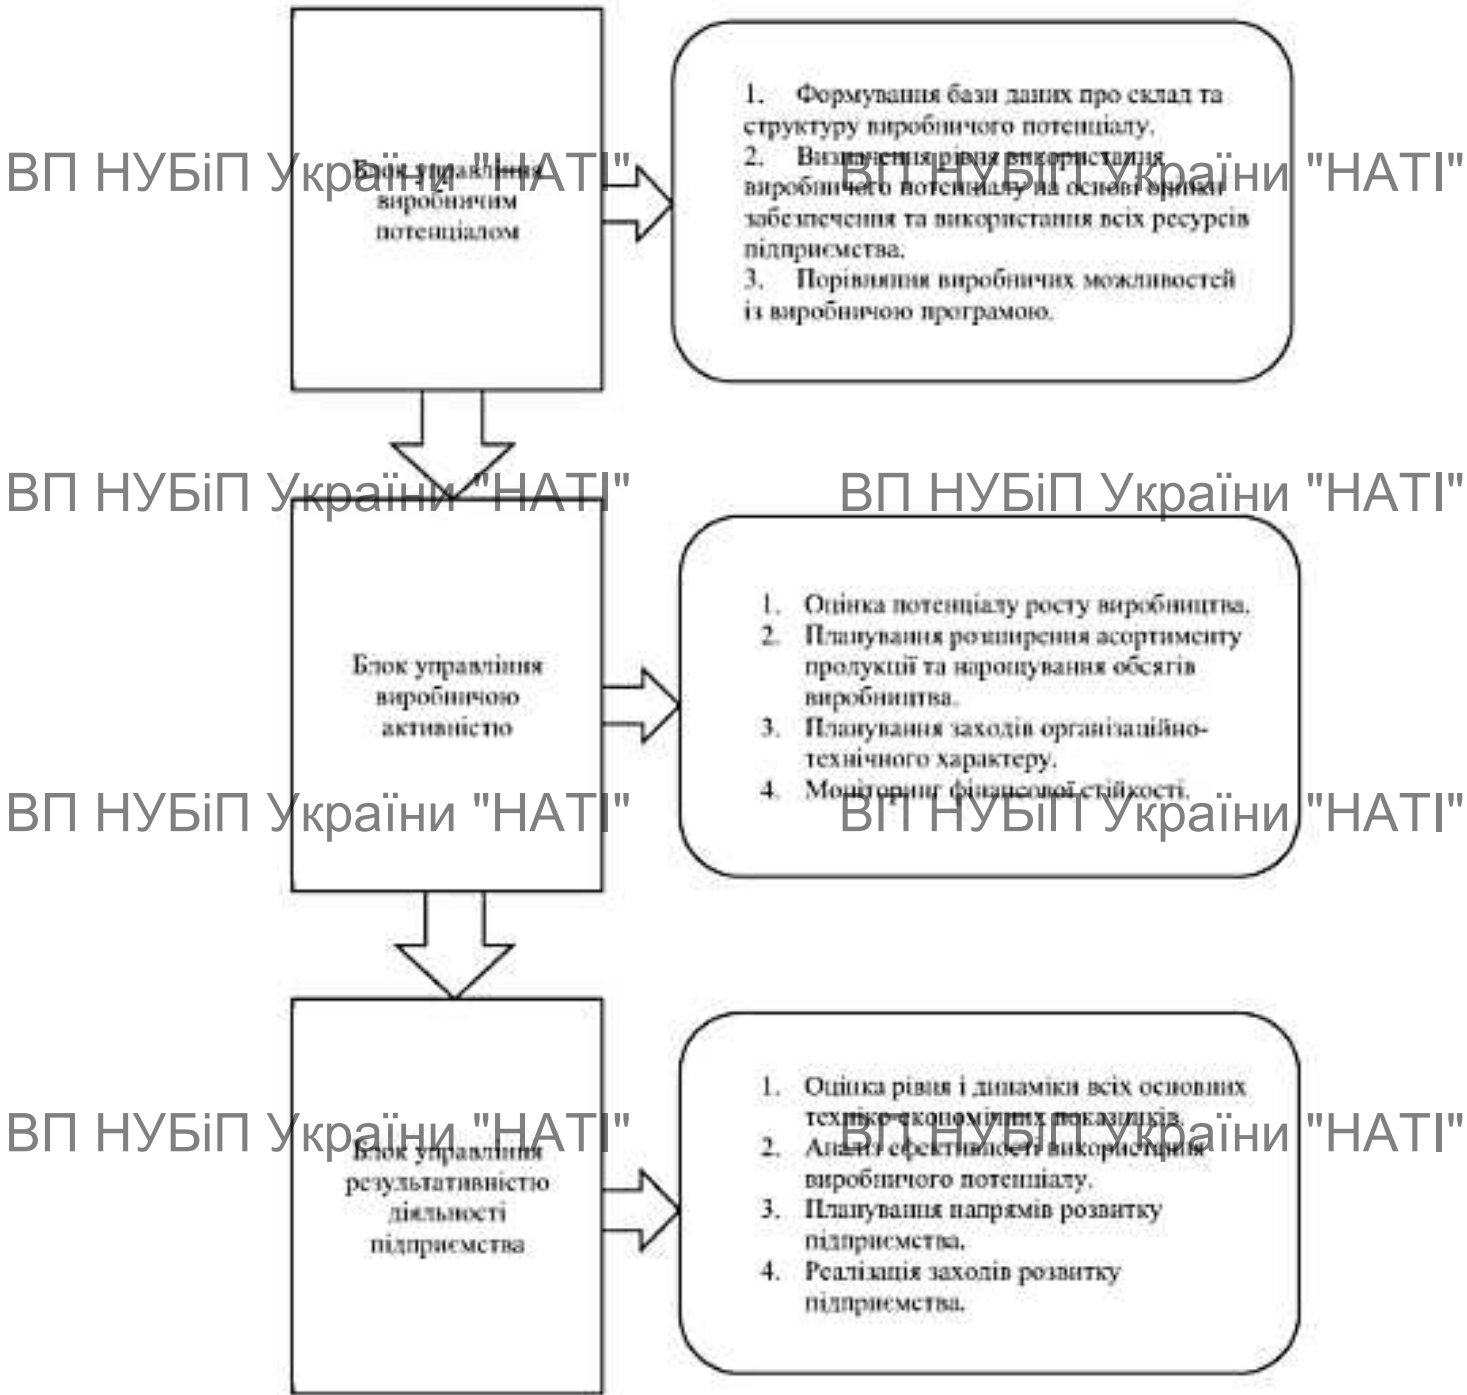 ВП НУБіП України "НАТІ"
ВП НУБіП України "НАТІ"
Блок управління
виробничим
потенціалом
1. Формування бази даних про склад та
структуру виробничого потенціалу.
2. Визначення рівня використання
виробничого потенціалу на основі оцінки
забезпечення та використання всіх ресурсів
підприємства.
3. Порівняння виробничих можливостей
із виробничою програмою.
ВП НУБіП України "НАТІ"
ВП НУБіП України "НАТІ"
Блок управління
виробничою
активністю
1. Оцінка потенціалу росту виробництва.
2. Планування розширення асортименту
продукції та нарощування обсягів
виробництва.
3. Планування заходів організаційно-
технічного характеру.
4. Моніторинг фінансової стійкості.
ВП НУБіП України "НАТІ"
ВП НУБіП України "НАТІ"
Блок управління
результативністю
діяльності
підприємства
1. Оцінка рівня і динаміки всіх основних
техніко-економічних показників.
2. Аналіз ефективності використання
виробничого потенціалу.
3. Планування напрямів розвитку
підприємства.
4. Реалізація заходів розвитку
підприємства.
ВП НУБіП України "НАТІ"
ВП НУБіП України "НАТІ"